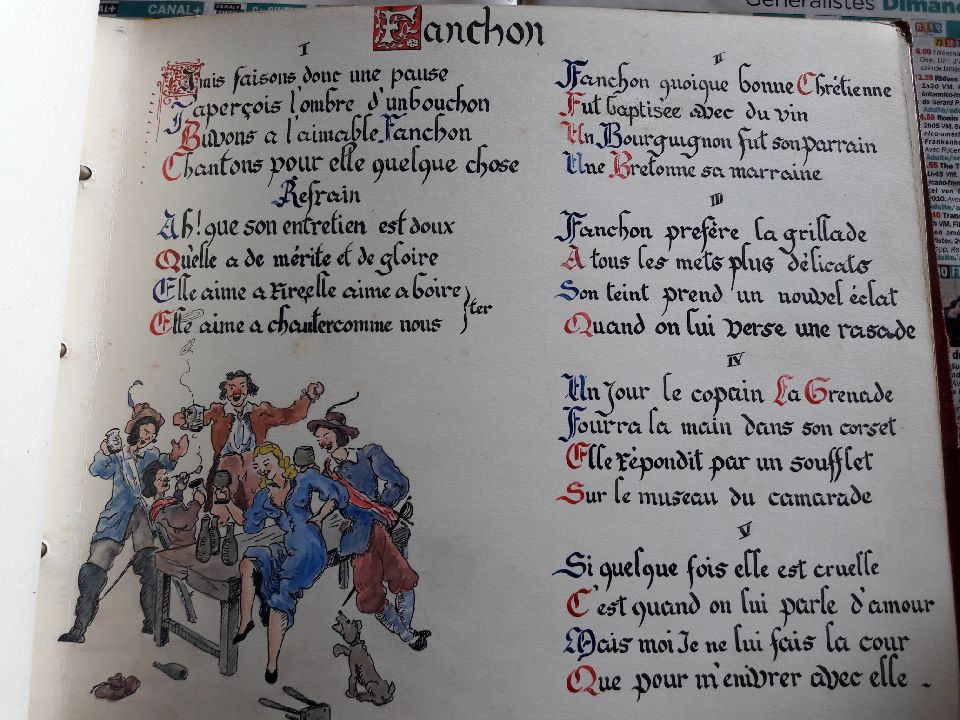 Fanchon
I
Amis faisons donc une pause
J'aperçois l'ombre d'un bouchon
Buvons a l'aimable Fanchon
Chantons pour elle quelque chose
Refrain
Ah! que son entretien est doux
Qu'elle a de mérite et de gloire
Elle aime a rire elle aime a boire
Elle aime a chanter comme nous
} ter
II
Fanchon quoique bonne Chrétienne
Fut baptisée avec du vin
Un Bourguignon fut son parrain
Une Bretonne sa marraine
III
Fanchon prefère la grillade
A tous les mets plus délicats
Son teint prend un nouvel éclat
Quand on lui verse une rasade
IV
Un Jour le copain La Grenade
Fourra la main dans son corset
Elle répondit par un soufflet
Sur le museau du camarade
V
Si quelque fois elle est cruelle
C'est quand on lui parle d'amour
Mais moi Je ne lui fais la cour
Que pour m'enivrer avec elle .
CANAL+
Généralistes Dimanc